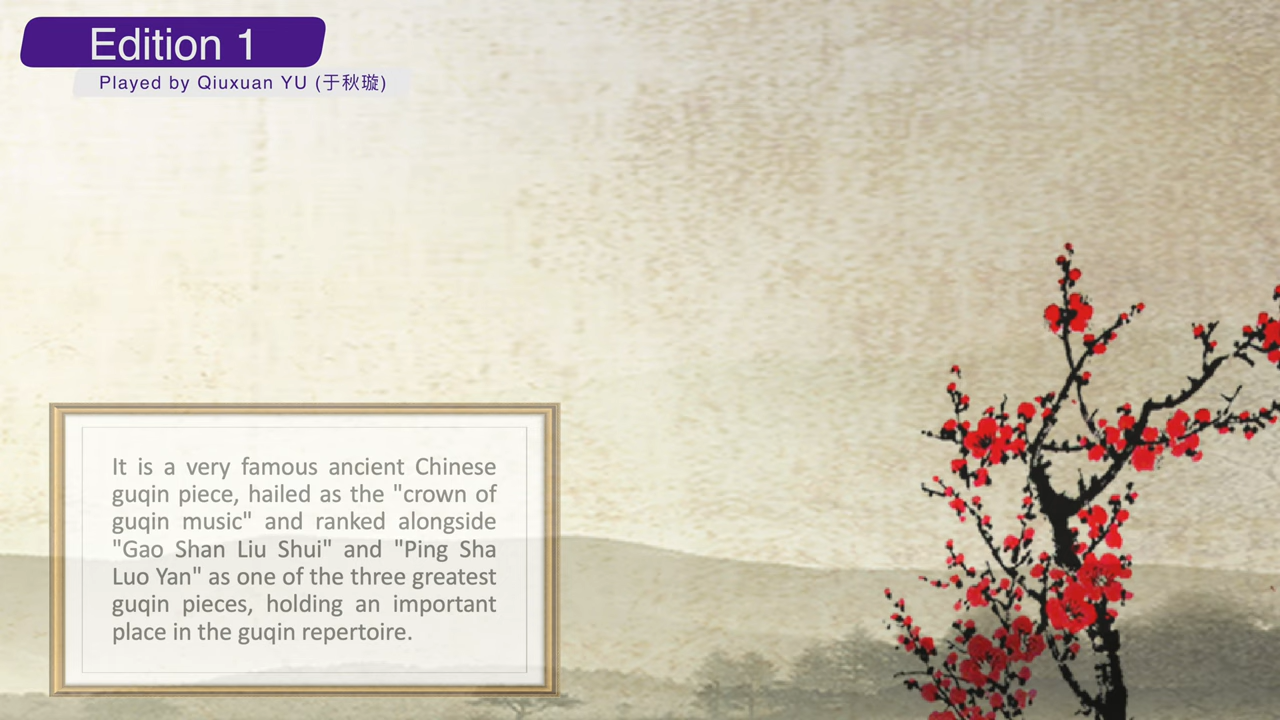 Edition 1
Played by Qiuxuan YU (于秋璇)
It is a very famous ancient Chinese
guqin piece, hailed as the "crown of
guqin music" and ranked alongside
"Gao Shan Liu Shui" and "Ping Sha
Luo Yan" as one of the three greatest
guqin pieces, holding an important
place in the guqin repertoire.